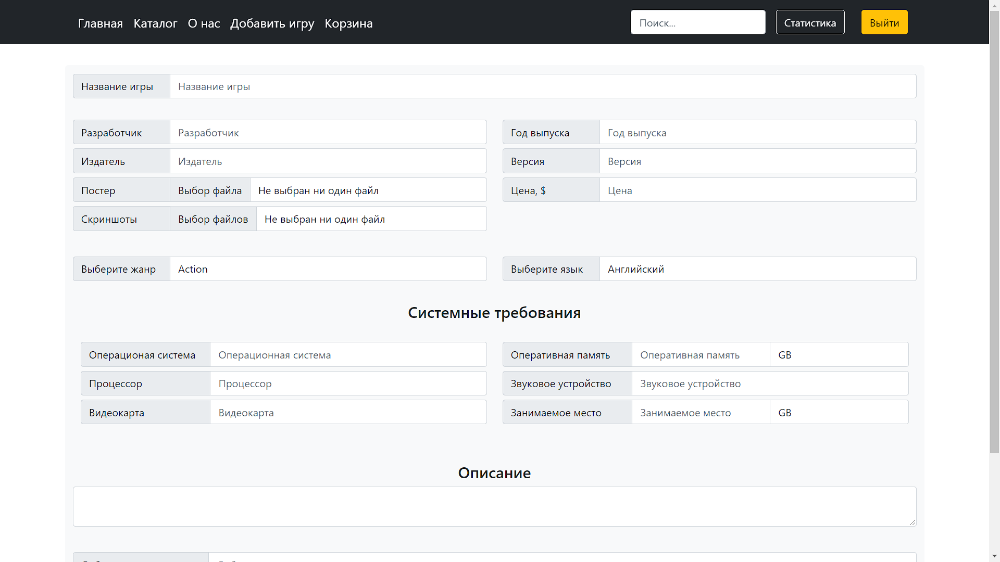 Главная Каталог О нас Добавить игру Корзина Поиск... Статистика Выйти
Название игры Название игры
Разработчик Разработчик Год выпуска Год выпуска
Издатель Издатель Версия Версия
Постер Выбор файла Не выбран ни один файл Цена, $ Цена
Скриншоты Выбор файлов Не выбран ни один файл
Выберите жанр Action Выберите язык Английский
Системные требования
Операционая система Операционная система Оперативная память Оперативная память GB
Процессор Процессор Звуковое устройство Звуковое устройство
Видеокарта Видеокарта Занимаемое место Занимаемое место GB
Описание